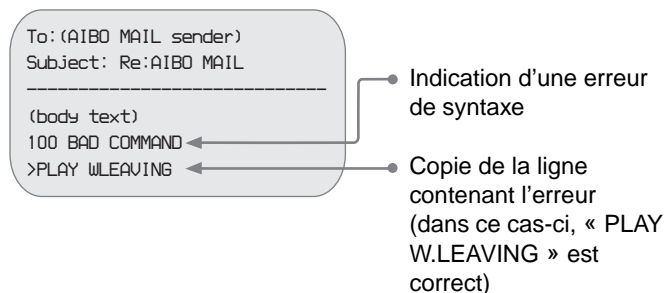 To:(AIBO MAIL sender)
Subject: Re:AIBO MAIL
------------------------------
(body text)
100 BAD COMMAND
>PLAY WLEAVING
Indication d'une erreur
de syntaxe
Copie de la ligne
contenant l'erreur
(dans ce cas-ci, « PLAY
W.LEAVING » est
correct)